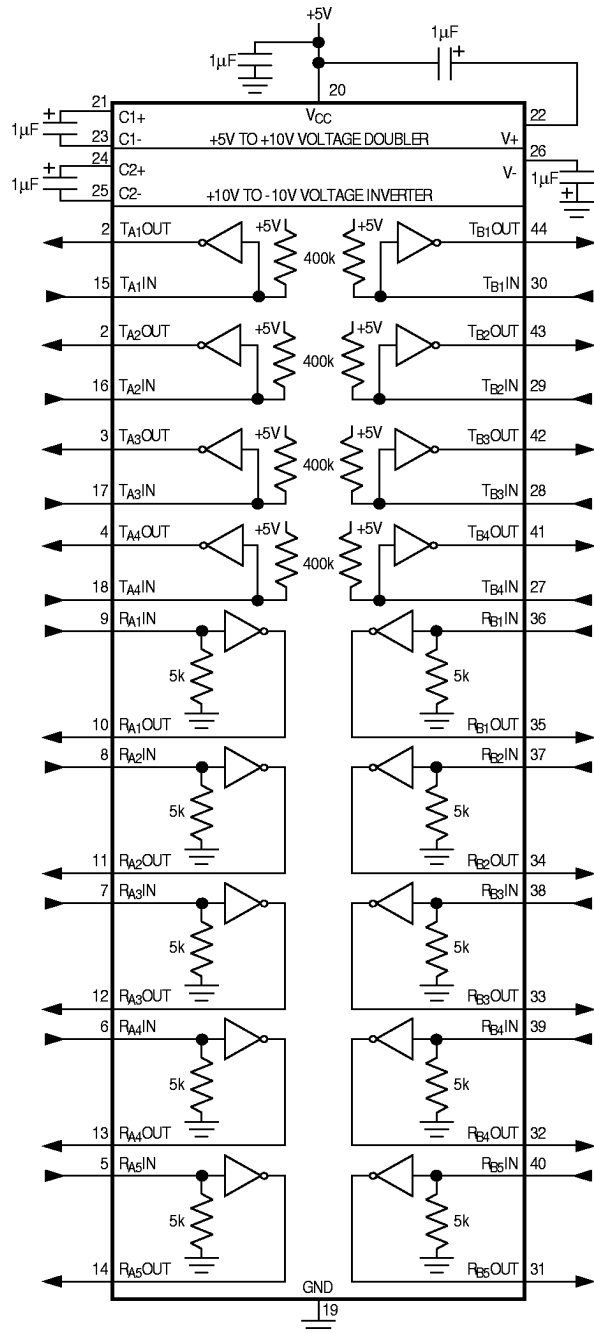 +5V
1µF
1µF
20
21
C1+
VCC
22
1µF
23
C1-
+5V TO +10V VOLTAGE DOUBLER
V+
24
C2+
26
V-
1µF
25
C2-
+10V TO -10V VOLTAGE INVERTER
1µF
2 TA1OUT +5V +5V TB1OUT 44
400k
15 TA1IN TB1IN 30
2 TA2OUT +5V +5V TB2OUT 43
400k
16 TA2IN TB2IN 29
3 TA3OUT +5V +5V TB3OUT 42
400k
17 TA3IN TB3IN 28
4 TA4OUT +5V +5V TB4OUT 41
400k
18 TA4IN TB4IN 27
9 RA1IN RB1IN 36
5k 5k
10 RA1OUT RB1OUT 35
8 RA2IN RB2IN 37
5k 5k
11 RA2OUT RB2OUT 34
7 RA3IN RB3IN 38
5k 5k
12 RA3OUT RB3OUT 33
6 RA4IN RB4IN 39
5k 5k
13 RA4OUT RB4OUT 32
5 RA5IN RB5IN 40
5k 5k
14 RA5OUT RB5OUT 31
GND
19